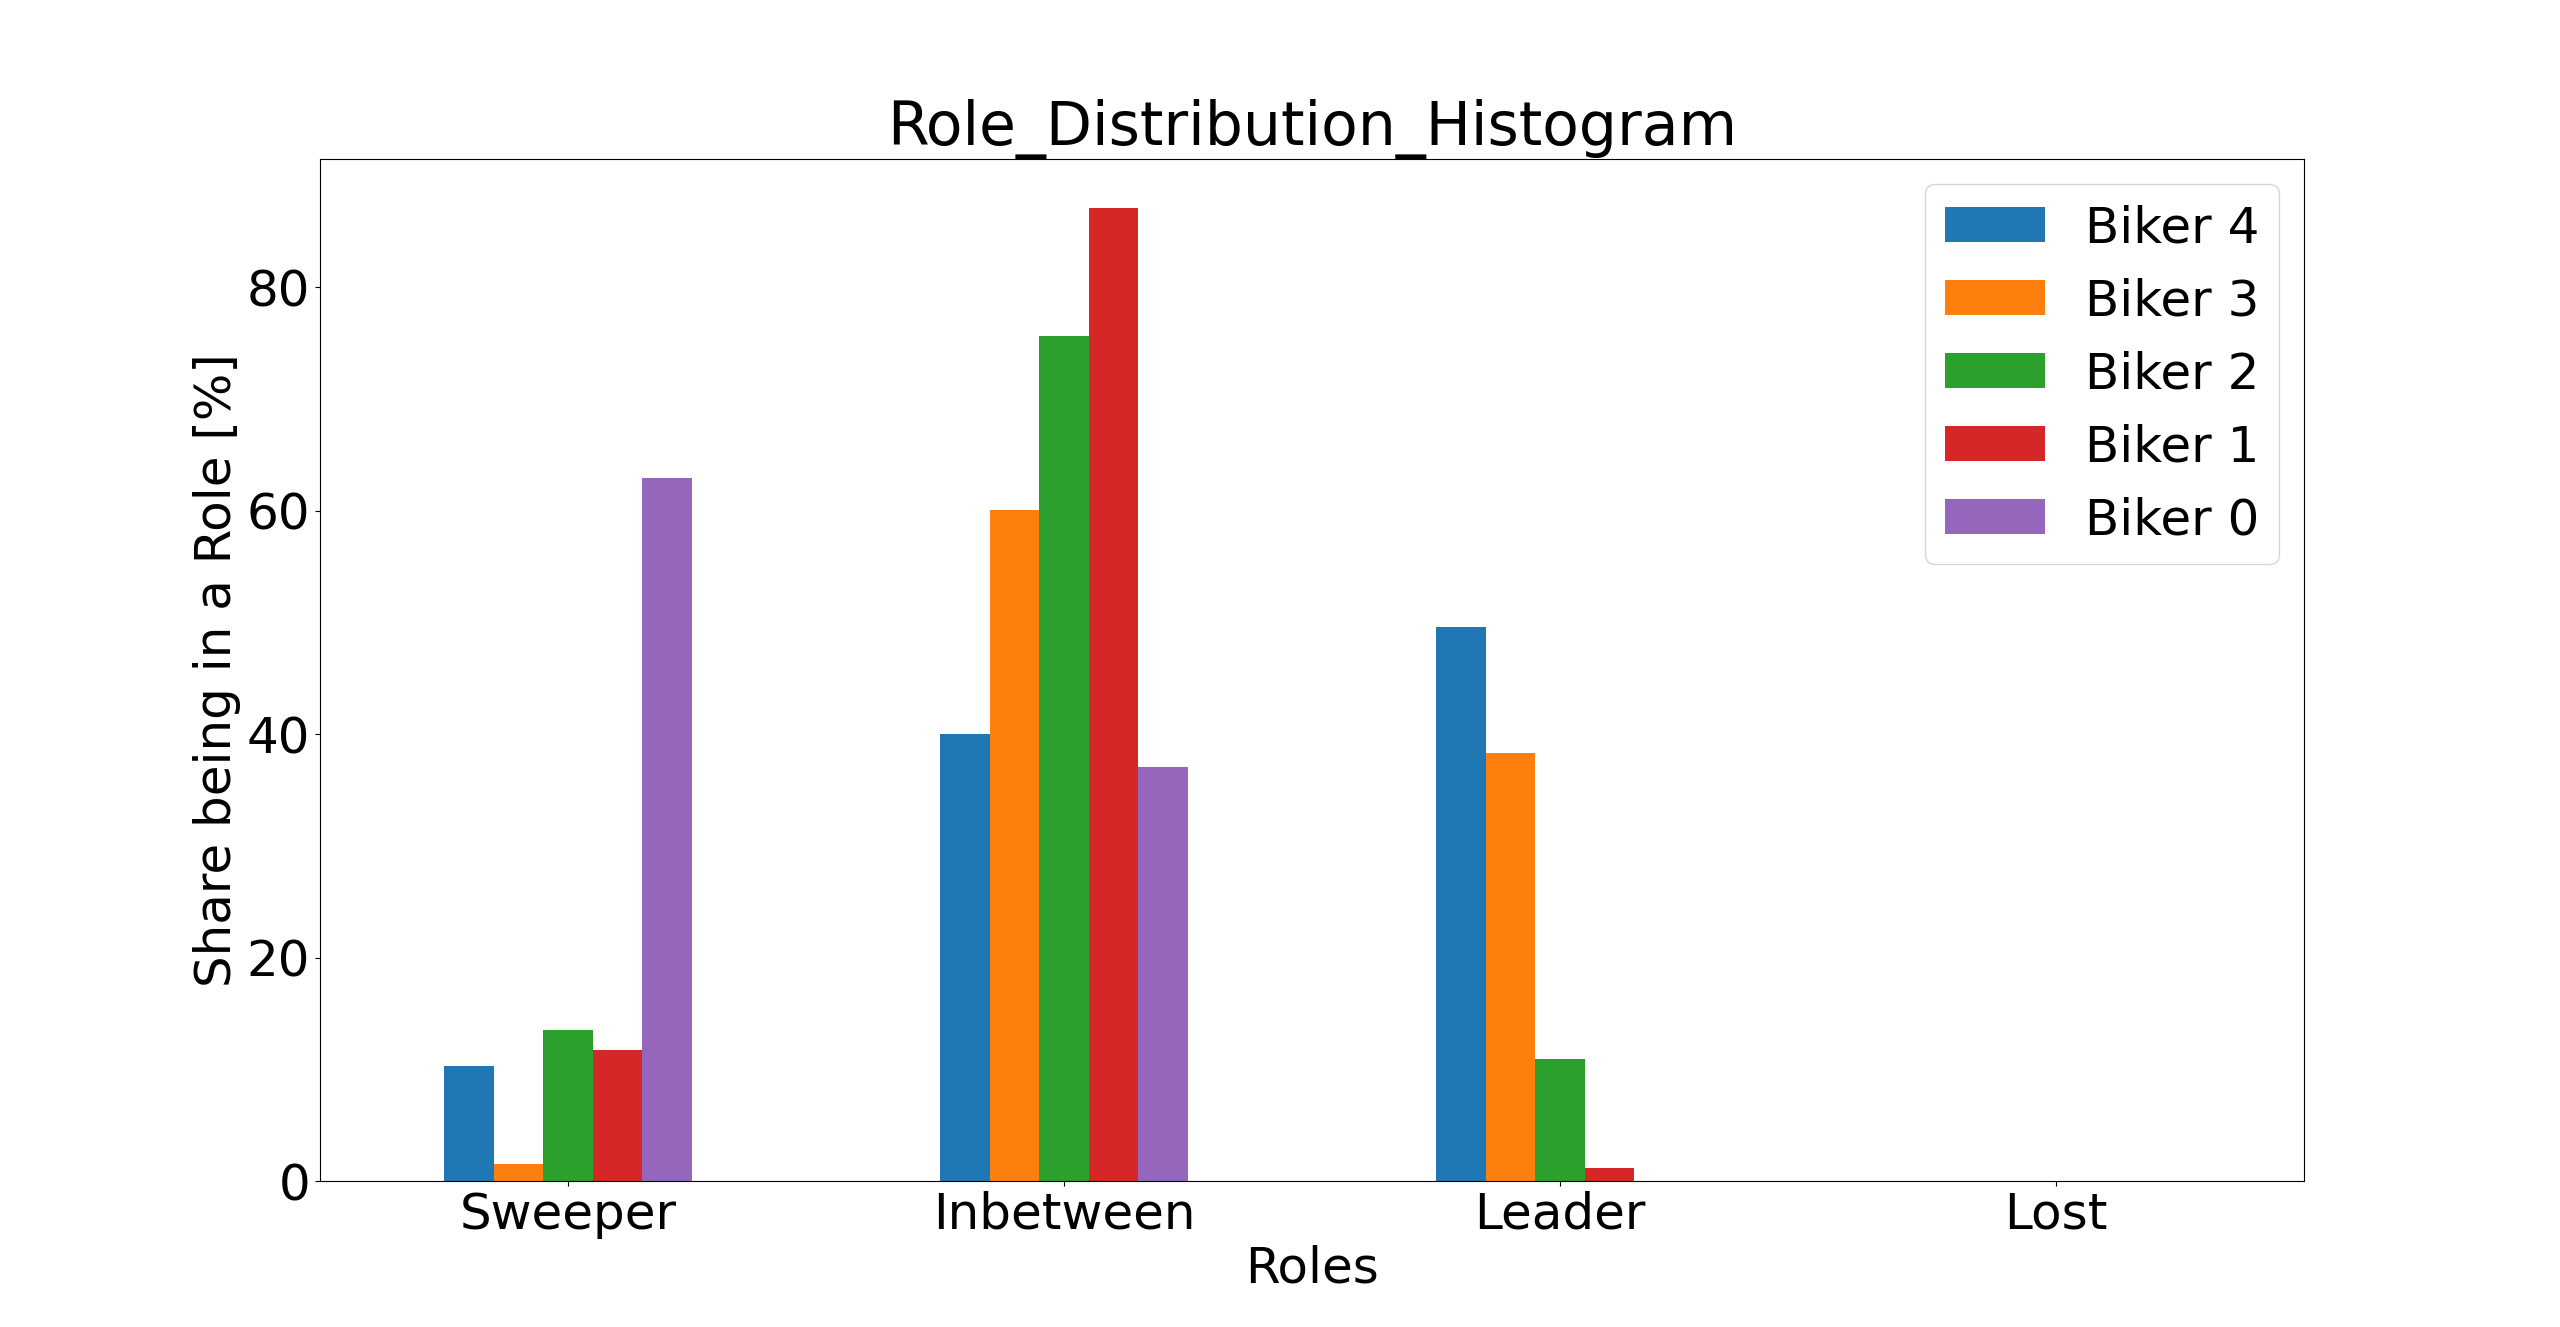 Role_Distribution_Histogram
Share being in a Role [%]
80
60
40
20
0
Biker 4
Biker 3
Biker 2
Biker 1
Biker 0
Sweeper
Inbetween
Leader
Lost
Roles